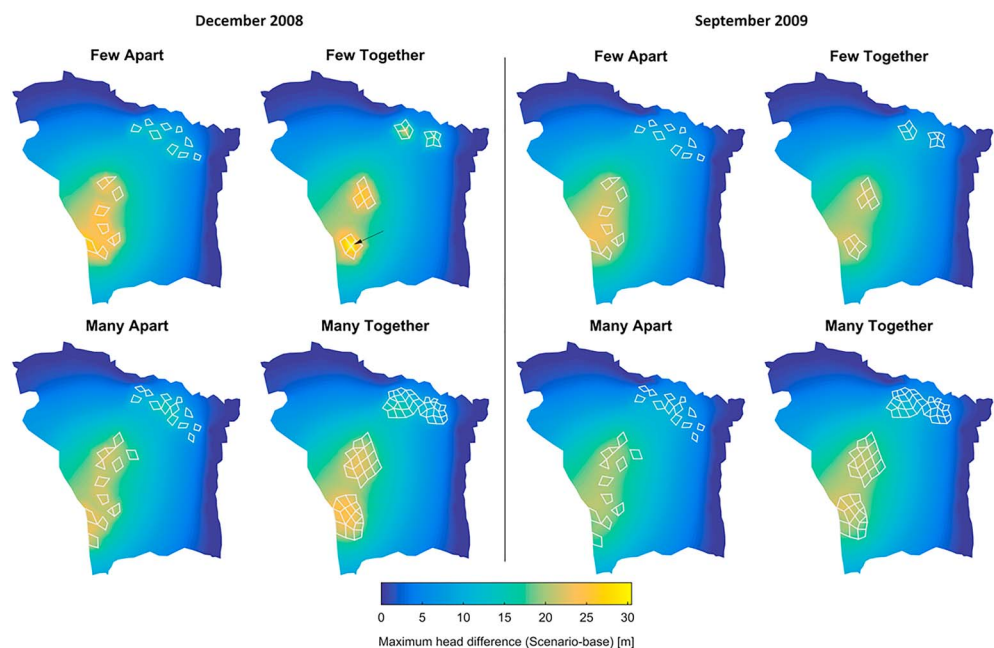 December 2008
September 2009
Few Apart
Few Together
Few Apart
Few Together
Many Apart
Many Together
Many Apart
Many Together
0 5 10 15 20 25 30
Maximum head difference (Scenario-base) [m]